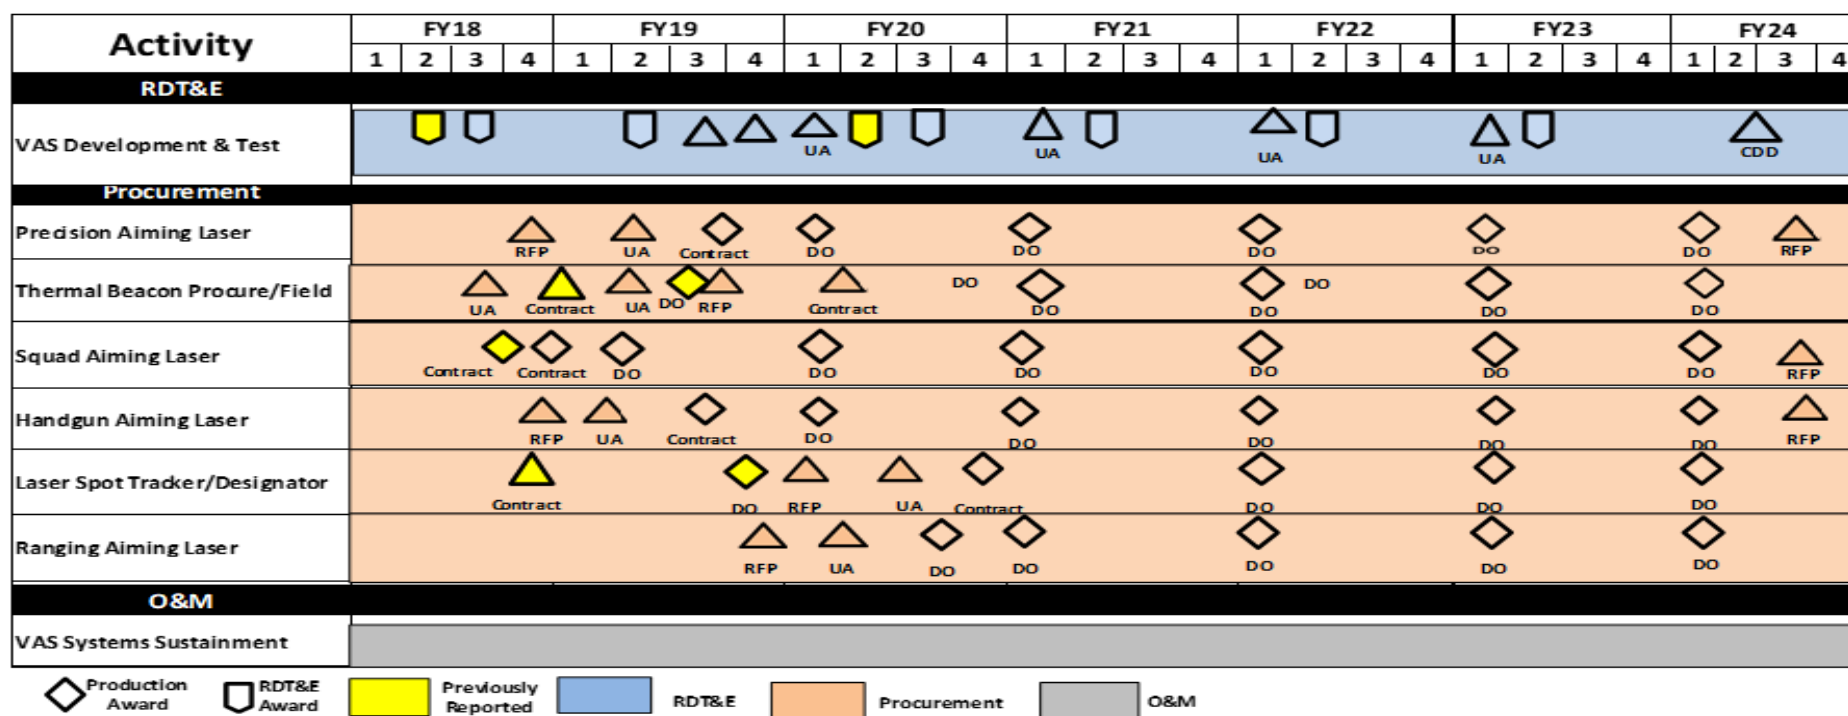 Activity FY18 FY19 FY20 FY21 FY22 FY23 FY24
1 2 3 4 1 2 3 4 1 2 3 4 1 2 3 4 1 2 3 4 1 2 3 4 1 2 3 4
RDT&E
VAS Development & Test UA UA UA UA CDD
Procurement
Precision Aiming Laser
RFP UA Contract DO DO DO DO DO RFP
Thermal Beacon Procure/Field DO DO
UA Contract UA DO RFP Contract DO DO DO DO
Squad Aiming Laser
Contract Contract DO DO DO DO DO DO RFP
Handgun Aiming Laser
RFP UA Contract DO DO DO DO DO RFP
Laser Spot Tracker/Designator
Contract DO RFP UA Contract DO DO DO
Ranging Aiming Laser
RFP UA DO DO DO DO DO
O&M
VAS Systems Sustainment
Production Award RDT&E Award Previously Reported RDT&E Procurement O&M